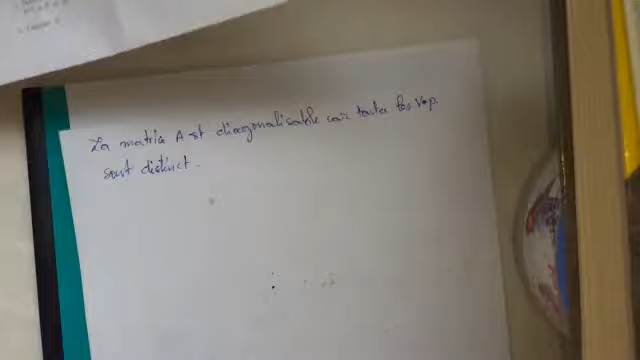 La matrice A est diagonalisable car toutes les v.p.
sont distinct.